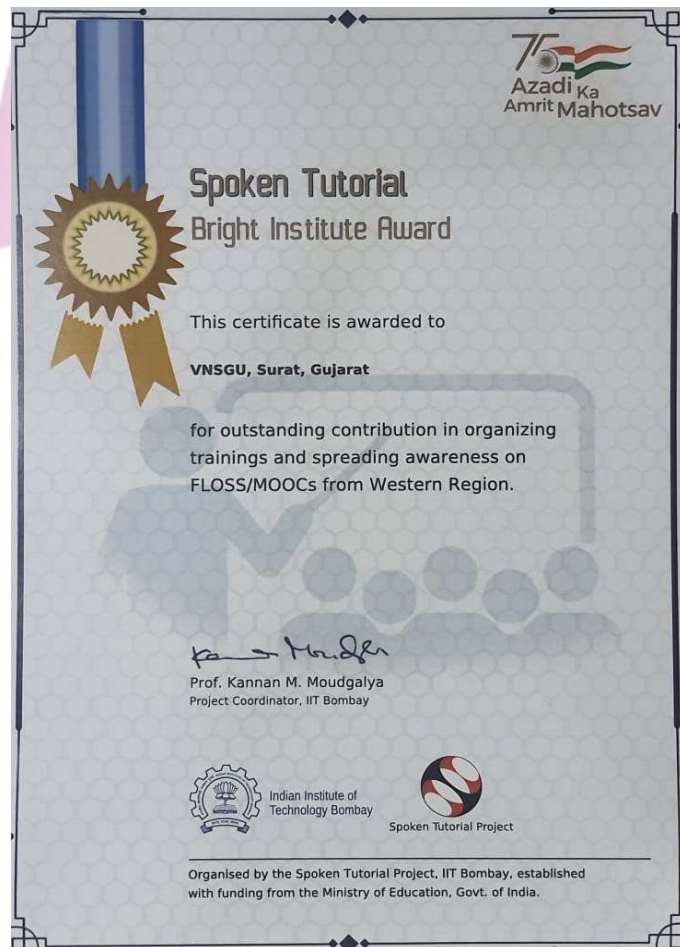 75
Azadi Ka
Amrit Mahotsav
Spoken Tutorial
Bright Institute Award
This certificate is awarded to
VNSGU, Surat, Gujarat
for outstanding contribution in organizing
trainings and spreading awareness on
FLOSS/MOOCs from Western Region.
Prof. Kannan M. Moudgalya
Project Coordinator, IIT Bombay
Indian Institute of
Technology Bombay
Spoken Tutorial Project
Organised by the Spoken Tutorial Project, IIT Bombay, established
with funding from the Ministry of Education, Govt. of India.